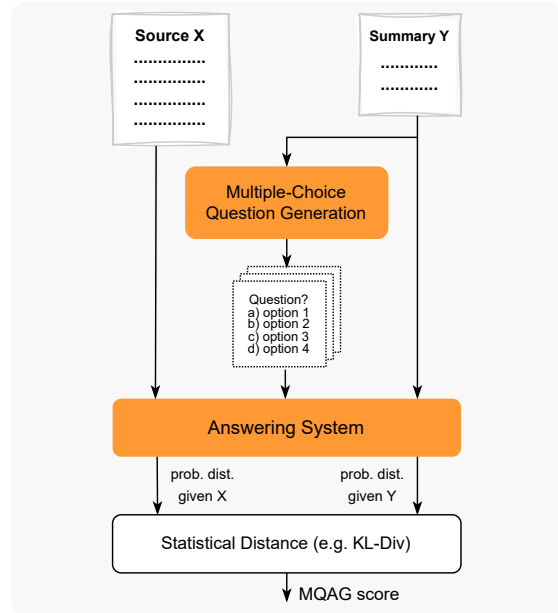 Source X
...............
...............
...............
...............
Summary Y
............
............
Multiple-Choice
Question Generation
Question?
a) option 1
b) option 2
c) option 3
d) option 4
Answering System
prob. dist.
given X
prob. dist.
given Y
Statistical Distance (e.g. KL-Div)
MQAG score